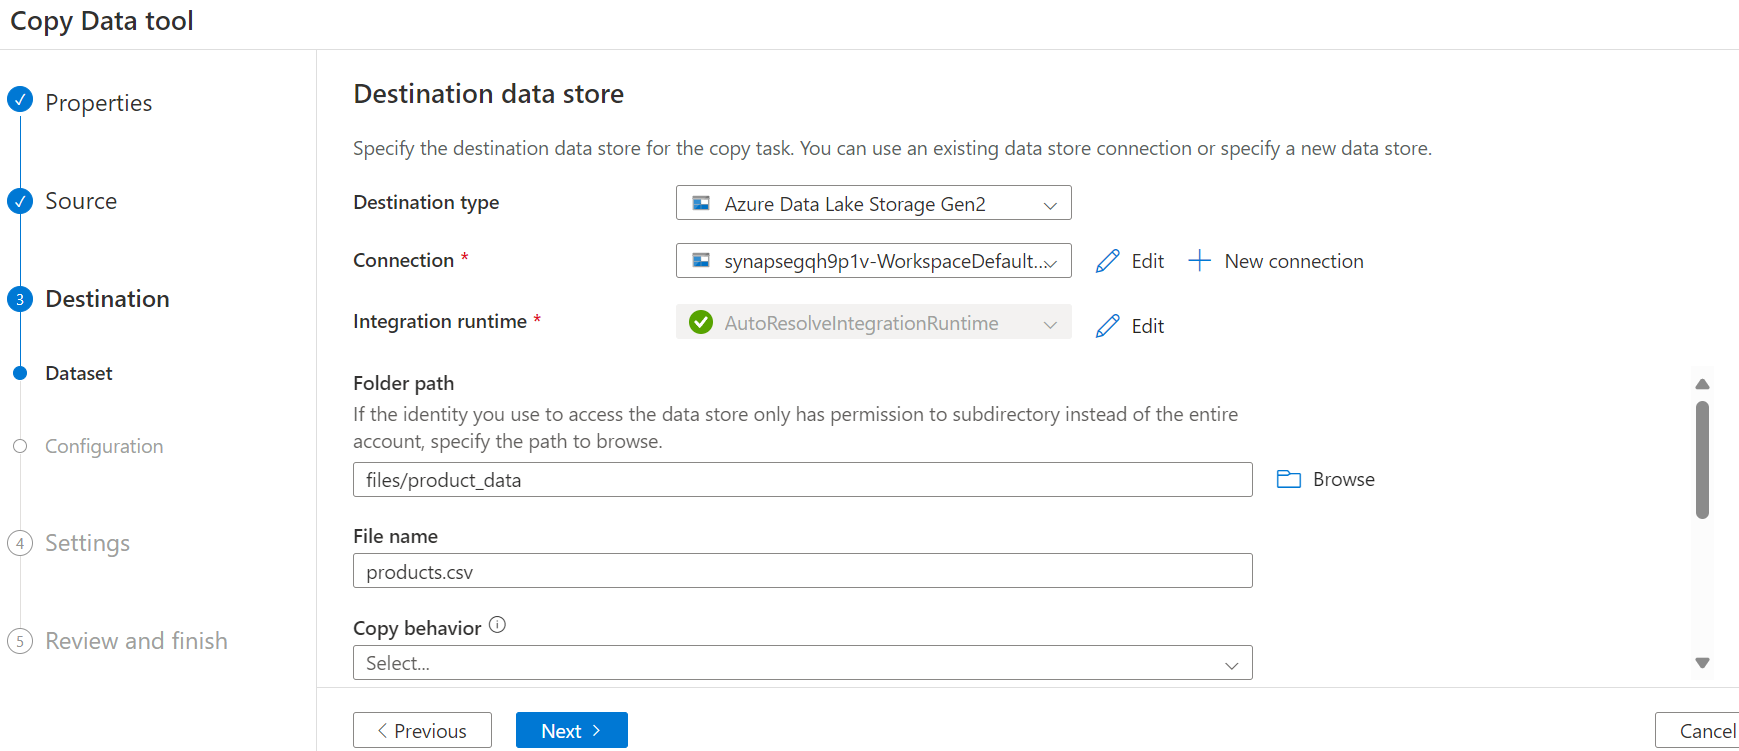 Copy Data tool
Properties
Source
3 Destination
Dataset
Configuration
4 Settings
5 Review and finish
Destination data store
Specify the destination data store for the copy task. You can use an existing data store connection or specify a new data store.
Destination type Azure Data Lake Storage Gen2
Connection * synapsegqh9p1v-WorkspaceDefault... Edit New connection
Integration runtime * AutoResolveIntegrationRuntime Edit
Folder path
If the identity you use to access the data store only has permission to subdirectory instead of the entire
account, specify the path to browse.
files/product_data Browse
File name
products.csv
Copy behavior
Select...
Previous Next Cancel